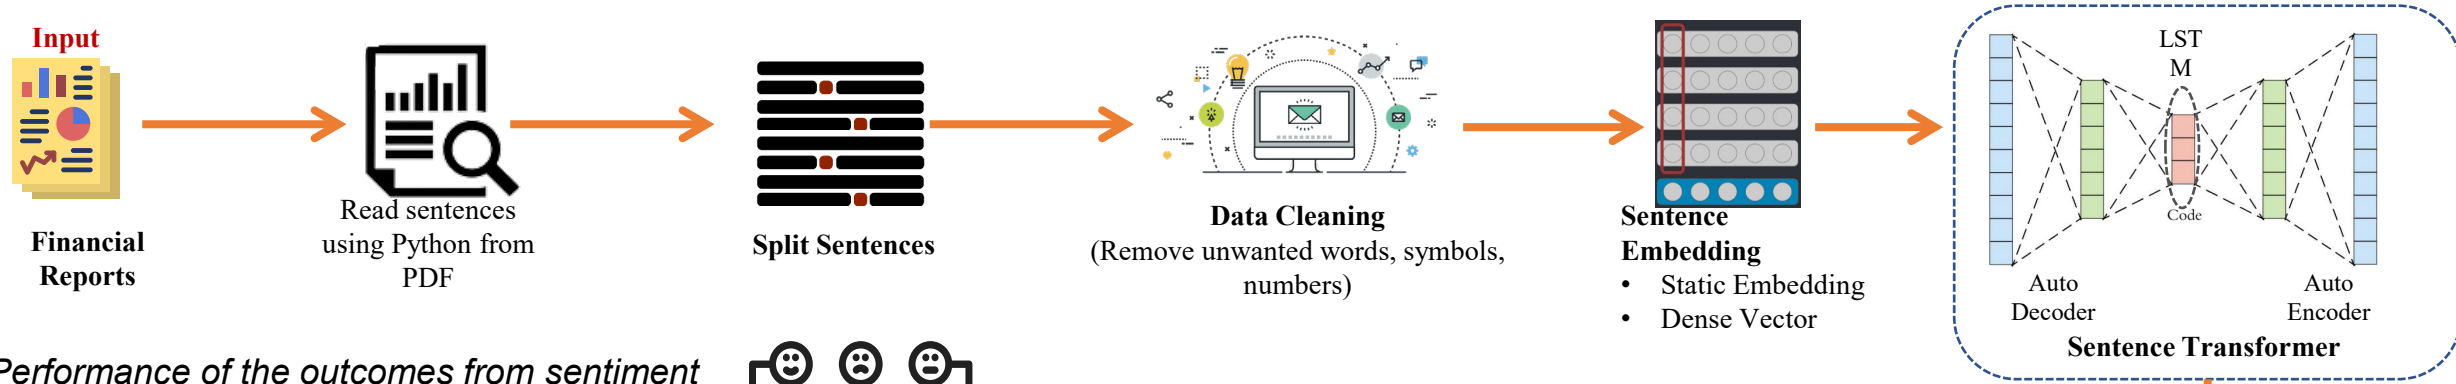 Input
Financial
Reports
Read sentences
using Python from
PDF
Split Sentences
Data Cleaning
(Remove unwanted words, symbols,
numbers)
Sentence
Embedding
• Static Embedding
• Dense Vector
LST
M
Code
Auto
Decoder
Auto
Encoder
Sentence Transformer
Performance of the outcomes from sentiment